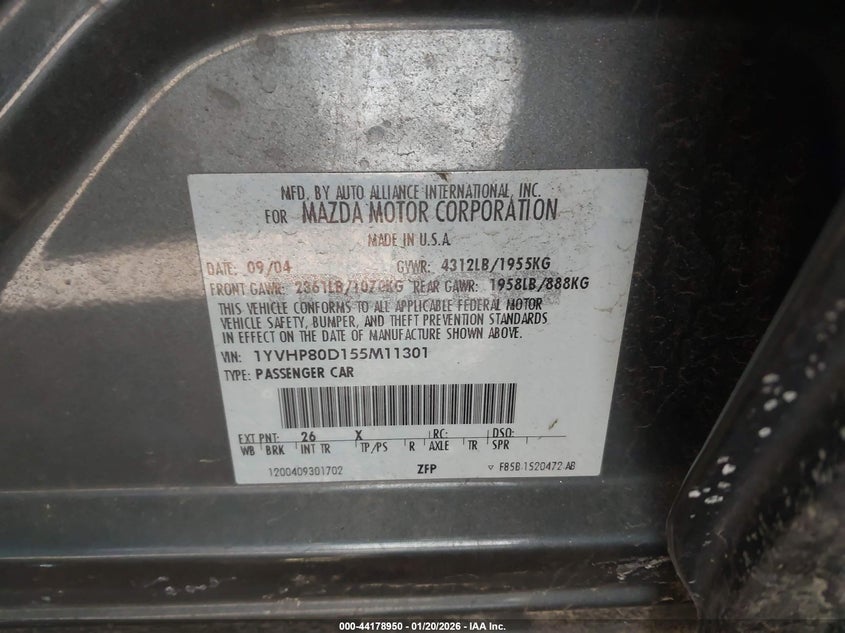 MFD. BY AUTO ALLIANCE INTERNATIONAL, INC.
FOR MAZDA MOTOR CORPORATION
MADE IN U.S.A.
DATE: 09/04 GVWR: 4312LB/1955KG
FRONT GAWR: 2361LB/1070KG REAR GAWR: 1958LB/888KG
THIS VEHICLE CONFORMS TO ALL APPLICABLE FEDERAL MOTOR
VEHICLE SAFETY, BUMPER, AND THEFT PREVENTION STANDARDS
IN EFFECT ON THE DATE OF MANUFACTURE SHOWN ABOVE.
VIN: 1YVHP80D155M11301
TYPE: PASSENGER CAR
EXT PNT: 26 X RC: DSO:
WB BRK INT TR TP/PS R AXLE TR SPR
1200409301702 ZFP ▽ F85B-1520472-AB
000-44178950 - 01/20/2026 - IAA Inc.